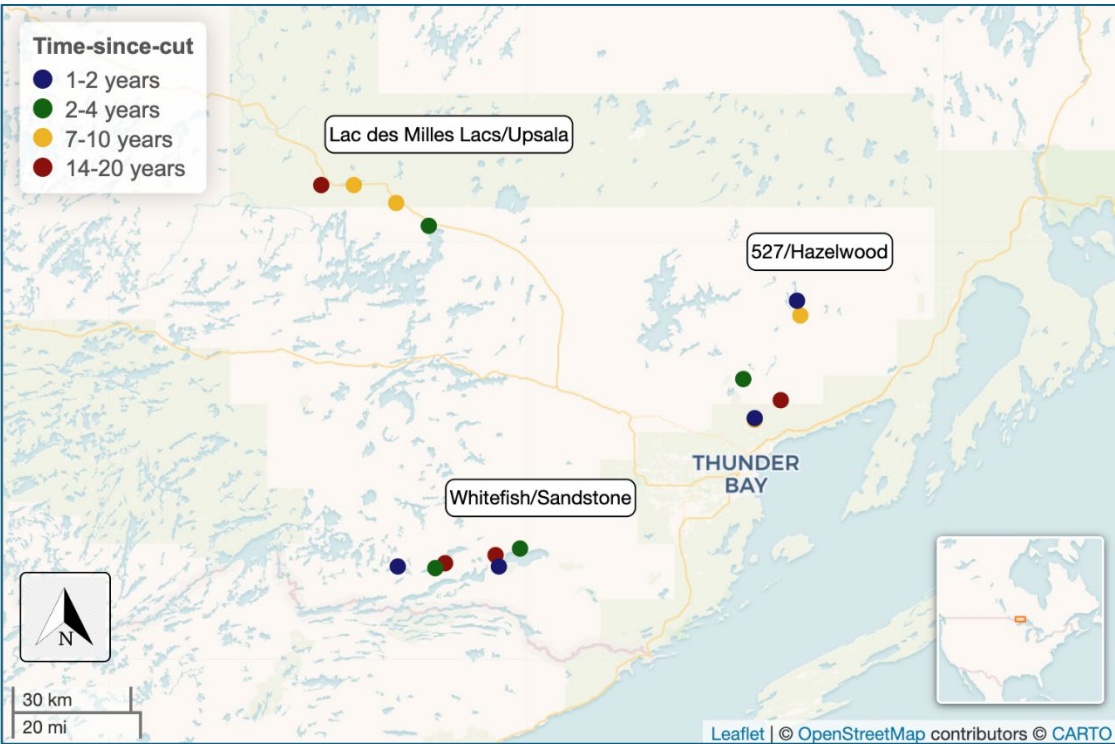 Time-since-cut
1-2 years
2-4 years
7-10 years
14-20 years
Lac des Milles Lacs/Upsala
527/Hazelwood
THUNDER
BAY
Whitefish/Sandstone
N
30 km
20 mi
Leaflet | © OpenStreetMap contributors © CARTO